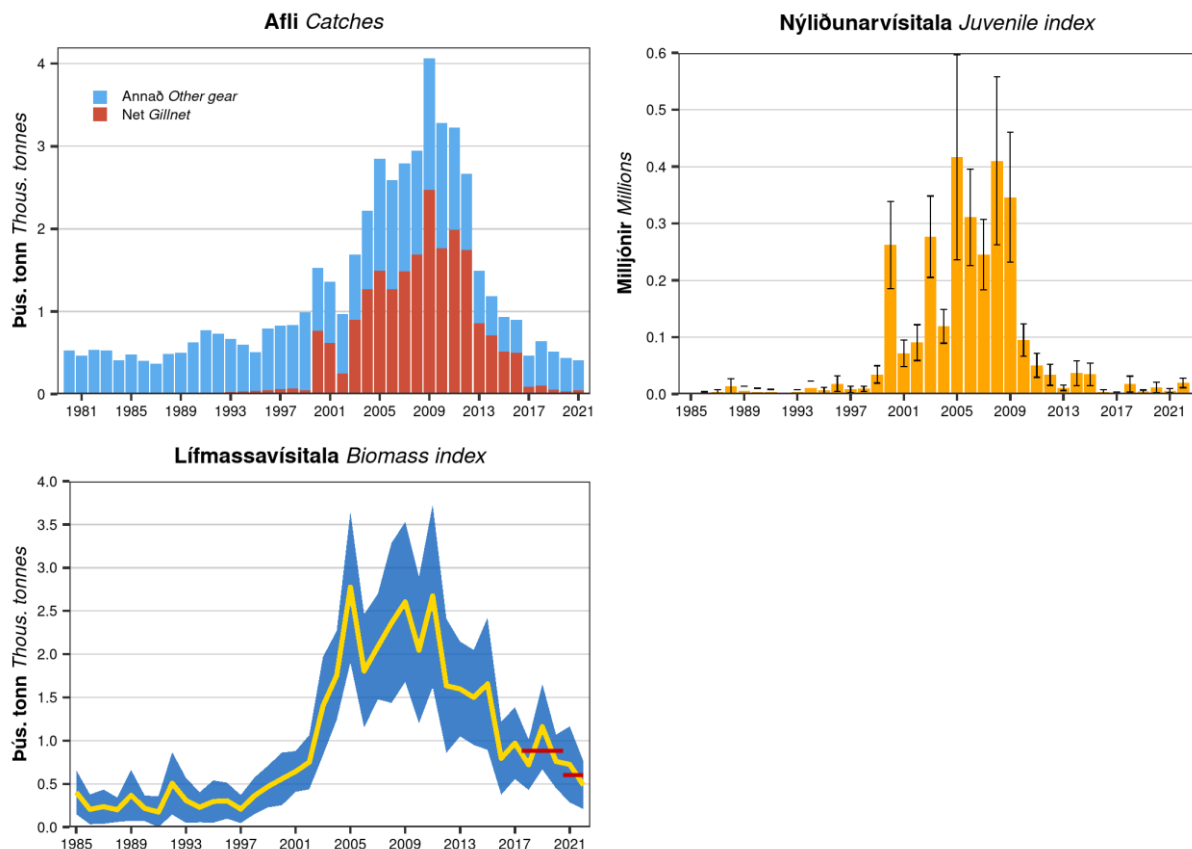 Afli Catches
Þús. tonn Thous. tonnes
4
3
2
1
0
Annað Other gear
Net Gillnet
1981 1985 1989 1993 1997 2001 2005 2009 2013 2017 2021
Nýliðunarvísitala Juvenile index
Milljónir Millions
0.6
0.5
0.4
0.3
0.2
0.1
0.0
1985 1989 1993 1997 2001 2005 2009 2013 2017 2021
Lífmassavísitala Biomass index
Þús. tonn Thous. tonnes
4.0
3.5
3.0
2.5
2.0
1.5
1.0
0.5
0.0
1985 1989 1993 1997 2001 2005 2009 2013 2017 2021